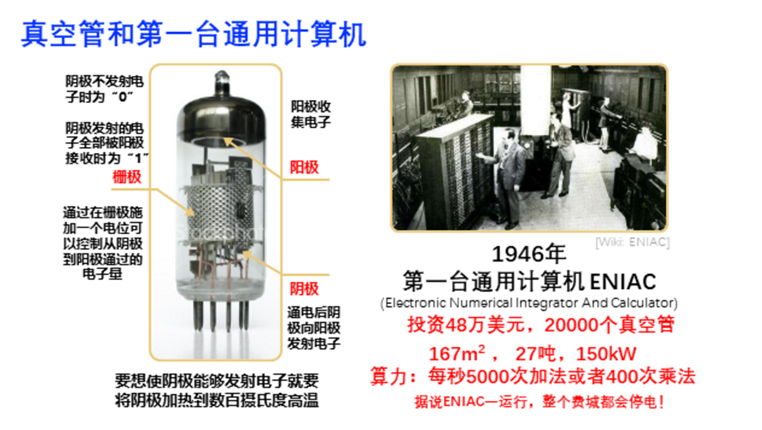 真空管和第一台通用计算机
阴极不发射电
子时为“0”
阴极发射的电
子全部被阳极
接收时为“1”
栅极
通过在栅极施
加一个电位可
以控制从阴极
到阳极通过的
电子量
阳极收
集电子
阳极
阴极
通电后阴
极向阳极
发射电子
要想使阴极能够发射电子就要
将阴极加热到数百摄氏度高温
[Wiki: ENIAC]
1946年
第一台通用计算机 ENIAC
(Electronic Numerical Integrator And Calculator)
投资48万美元，20000个真空管
167m²，27吨，150kW
算力：每秒5000次加法或者400次乘法
据说ENIAC一运行，整个费城都会停电！